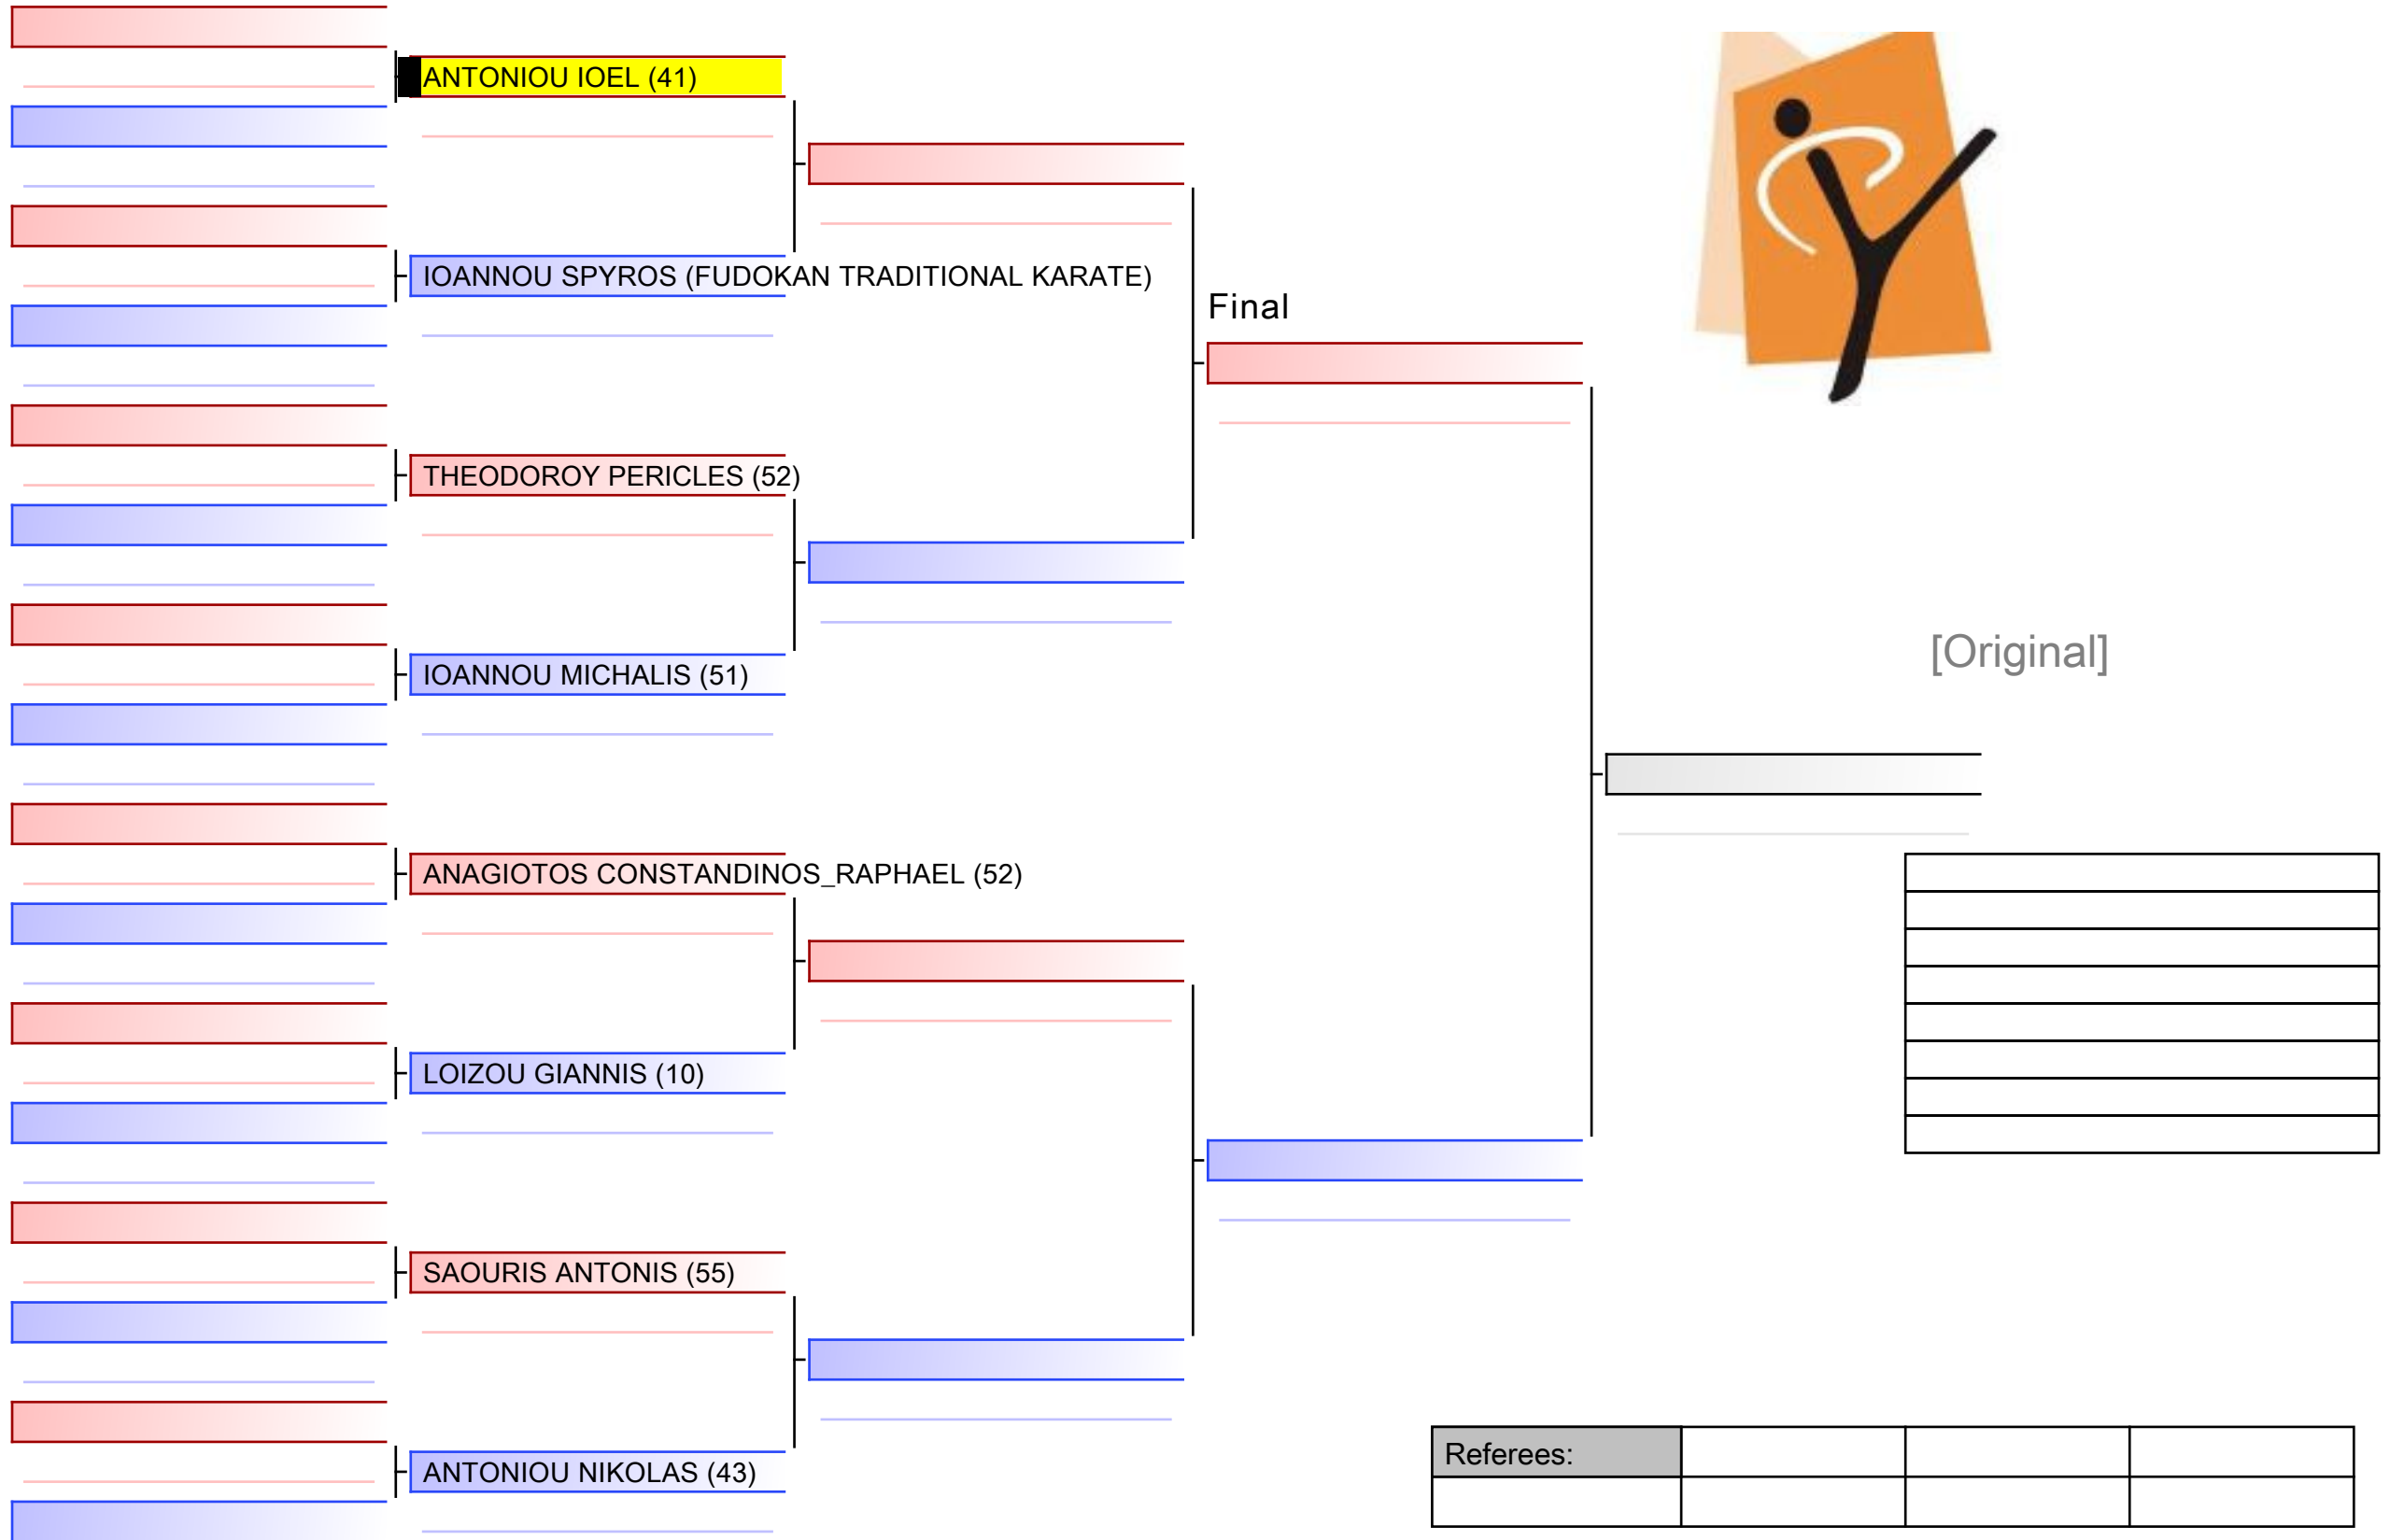 ANTONIOU IOEL (41)
IOANNOU SPYROS (FUDOKAN TRADITIONAL KARATE)
Final
THEODOROY PERICLES (52)
IOANNOU MICHALIS (51)
[Original]
ANAGIOTOS CONSTANDINOS_RAPHAEL (52)
LOIZOU GIANNIS (10)
SAOURIS ANTONIS (55)
ANTONIOU NIKOLAS (43)
Referees: